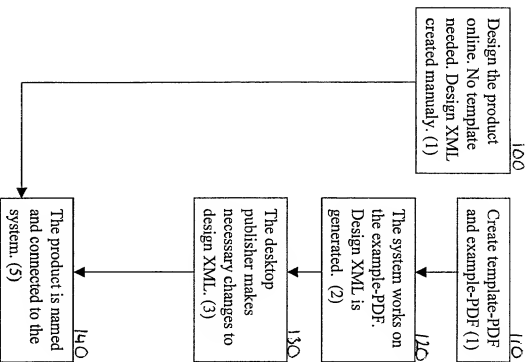 100
Design the product
online. No template
needed. Design XML
created manualy. (1)
110
Create template-PDF
and example-PDF (1)
120
The system works on
the example-PDF.
Design XML is
generated. (2)
130
The desktop
publisher makes
necessary changes to
design XML. (3)
140
The product is named
and connected to the
system. (5)